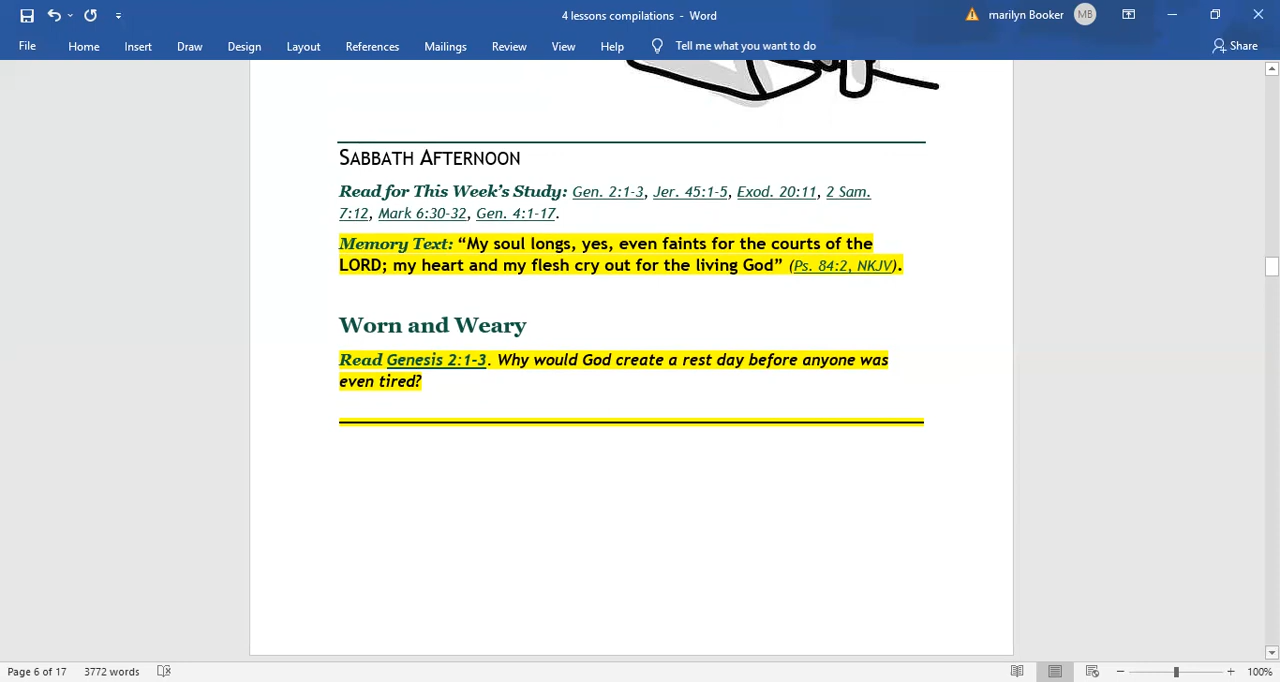 4 lessons compilations - Word
marilyn Booker MB
File Home Insert Draw Design Layout References Mailings Review View Help Tell me what you want to do Share
SABBATH AFTERNOON
Read for This Week's Study: Gen. 2:1-3, Jer. 45:1-5, Exod. 20:11, 2 Sam.
7:12, Mark 6:30-32, Gen. 4:1-17.
Memory Text: “My soul longs, yes, even faints for the courts of the
LORD; my heart and my flesh cry out for the living God” (Ps. 84:2, NKJV).
Worn and Weary
Read Genesis 2:1-3. Why would God create a rest day before anyone was
even tired?
Page 6 of 17 3772 words 100%